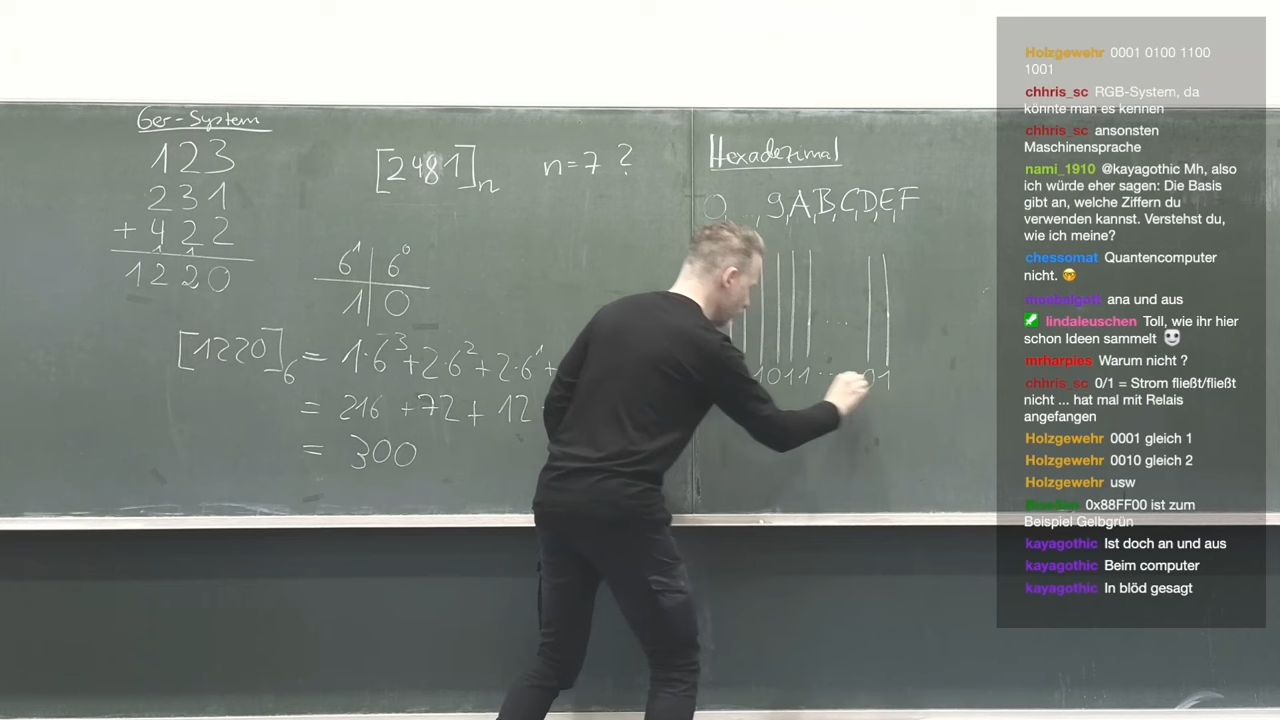 6er-System
123
231
+ 422
1 1
1220
[2481]n n=7 ?
6¹ 6⁰
1 0
[1220]₆ = 1·6³+2·6²+2·6¹+
= 216 +72 + 12
= 300
Hexadezimal
0, ..., 9,A,B,C,D,E,F
...
1011 ... 01
Holzgewehr 0001 0100 1100
1001
chhris_sc RGB-System, da
könnte man es kennen
chhris_sc ansonsten
Maschinensprache
nami_1910 @kayagothic Mh, also
ich würde eher sagen: Die Basis
gibt an, welche Ziffern du
verwenden kannst. Verstehst du,
wie ich meine?
chessomat Quantencomputer
nicht. 🤓
ana und aus
lindaleuschen Toll, wie ihr hier
schon Ideen sammelt
mrharpies Warum nicht ?
chhris_sc 0/1 = Strom fließt/fließt
nicht ... hat mal mit Relais
angefangen
Holzgewehr 0001 gleich 1
Holzgewehr 0010 gleich 2
Holzgewehr usw
0x88FF00 ist zum
Beispiel Gelbgrün
kayagothic Ist doch an und aus
kayagothic Beim computer
kayagothic In blöd gesagt